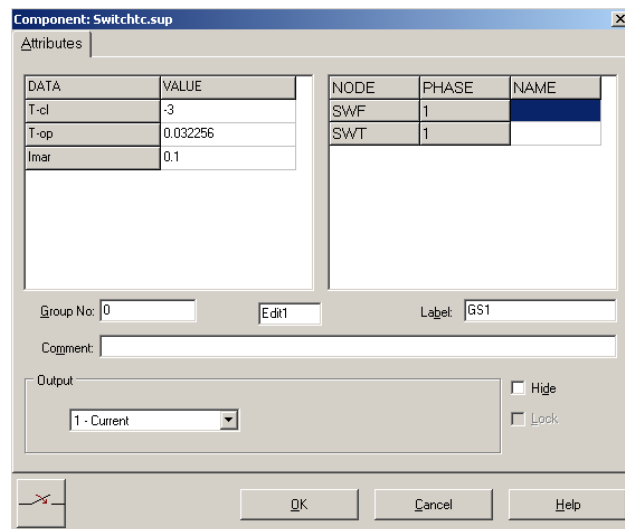 Component: Switchtc.sup
Attributes
DATA VALUE
T-cl -3
T-op 0.032256
Imar 0.1
NODE PHASE NAME
SWF 1
SWT 1
Group No: 0 Edit1 Label: GS1
Comment:
Output
1 - Current
Hide
Lock
OK Cancel Help